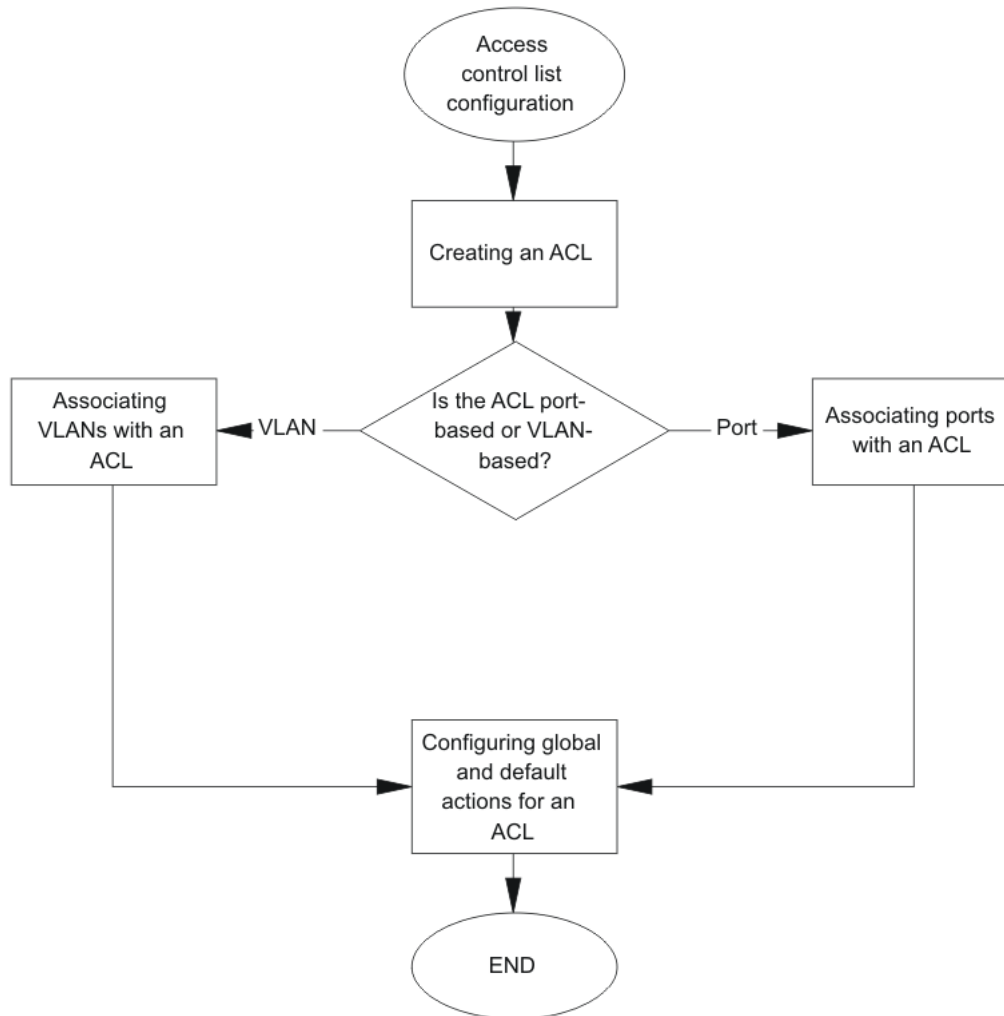 Access
control list
configuration
Creating an ACL
Is the ACL port-
based or VLAN-
based?
VLAN
Port
Associating
VLANs with an
ACL
Associating ports
with an ACL
Configuring global
and default
actions for an
ACL
END